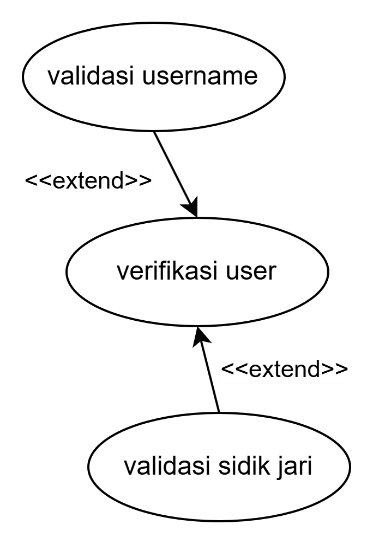 validasi username
<<extend>>
verifikasi user
<<extend>>
validasi sidik jari